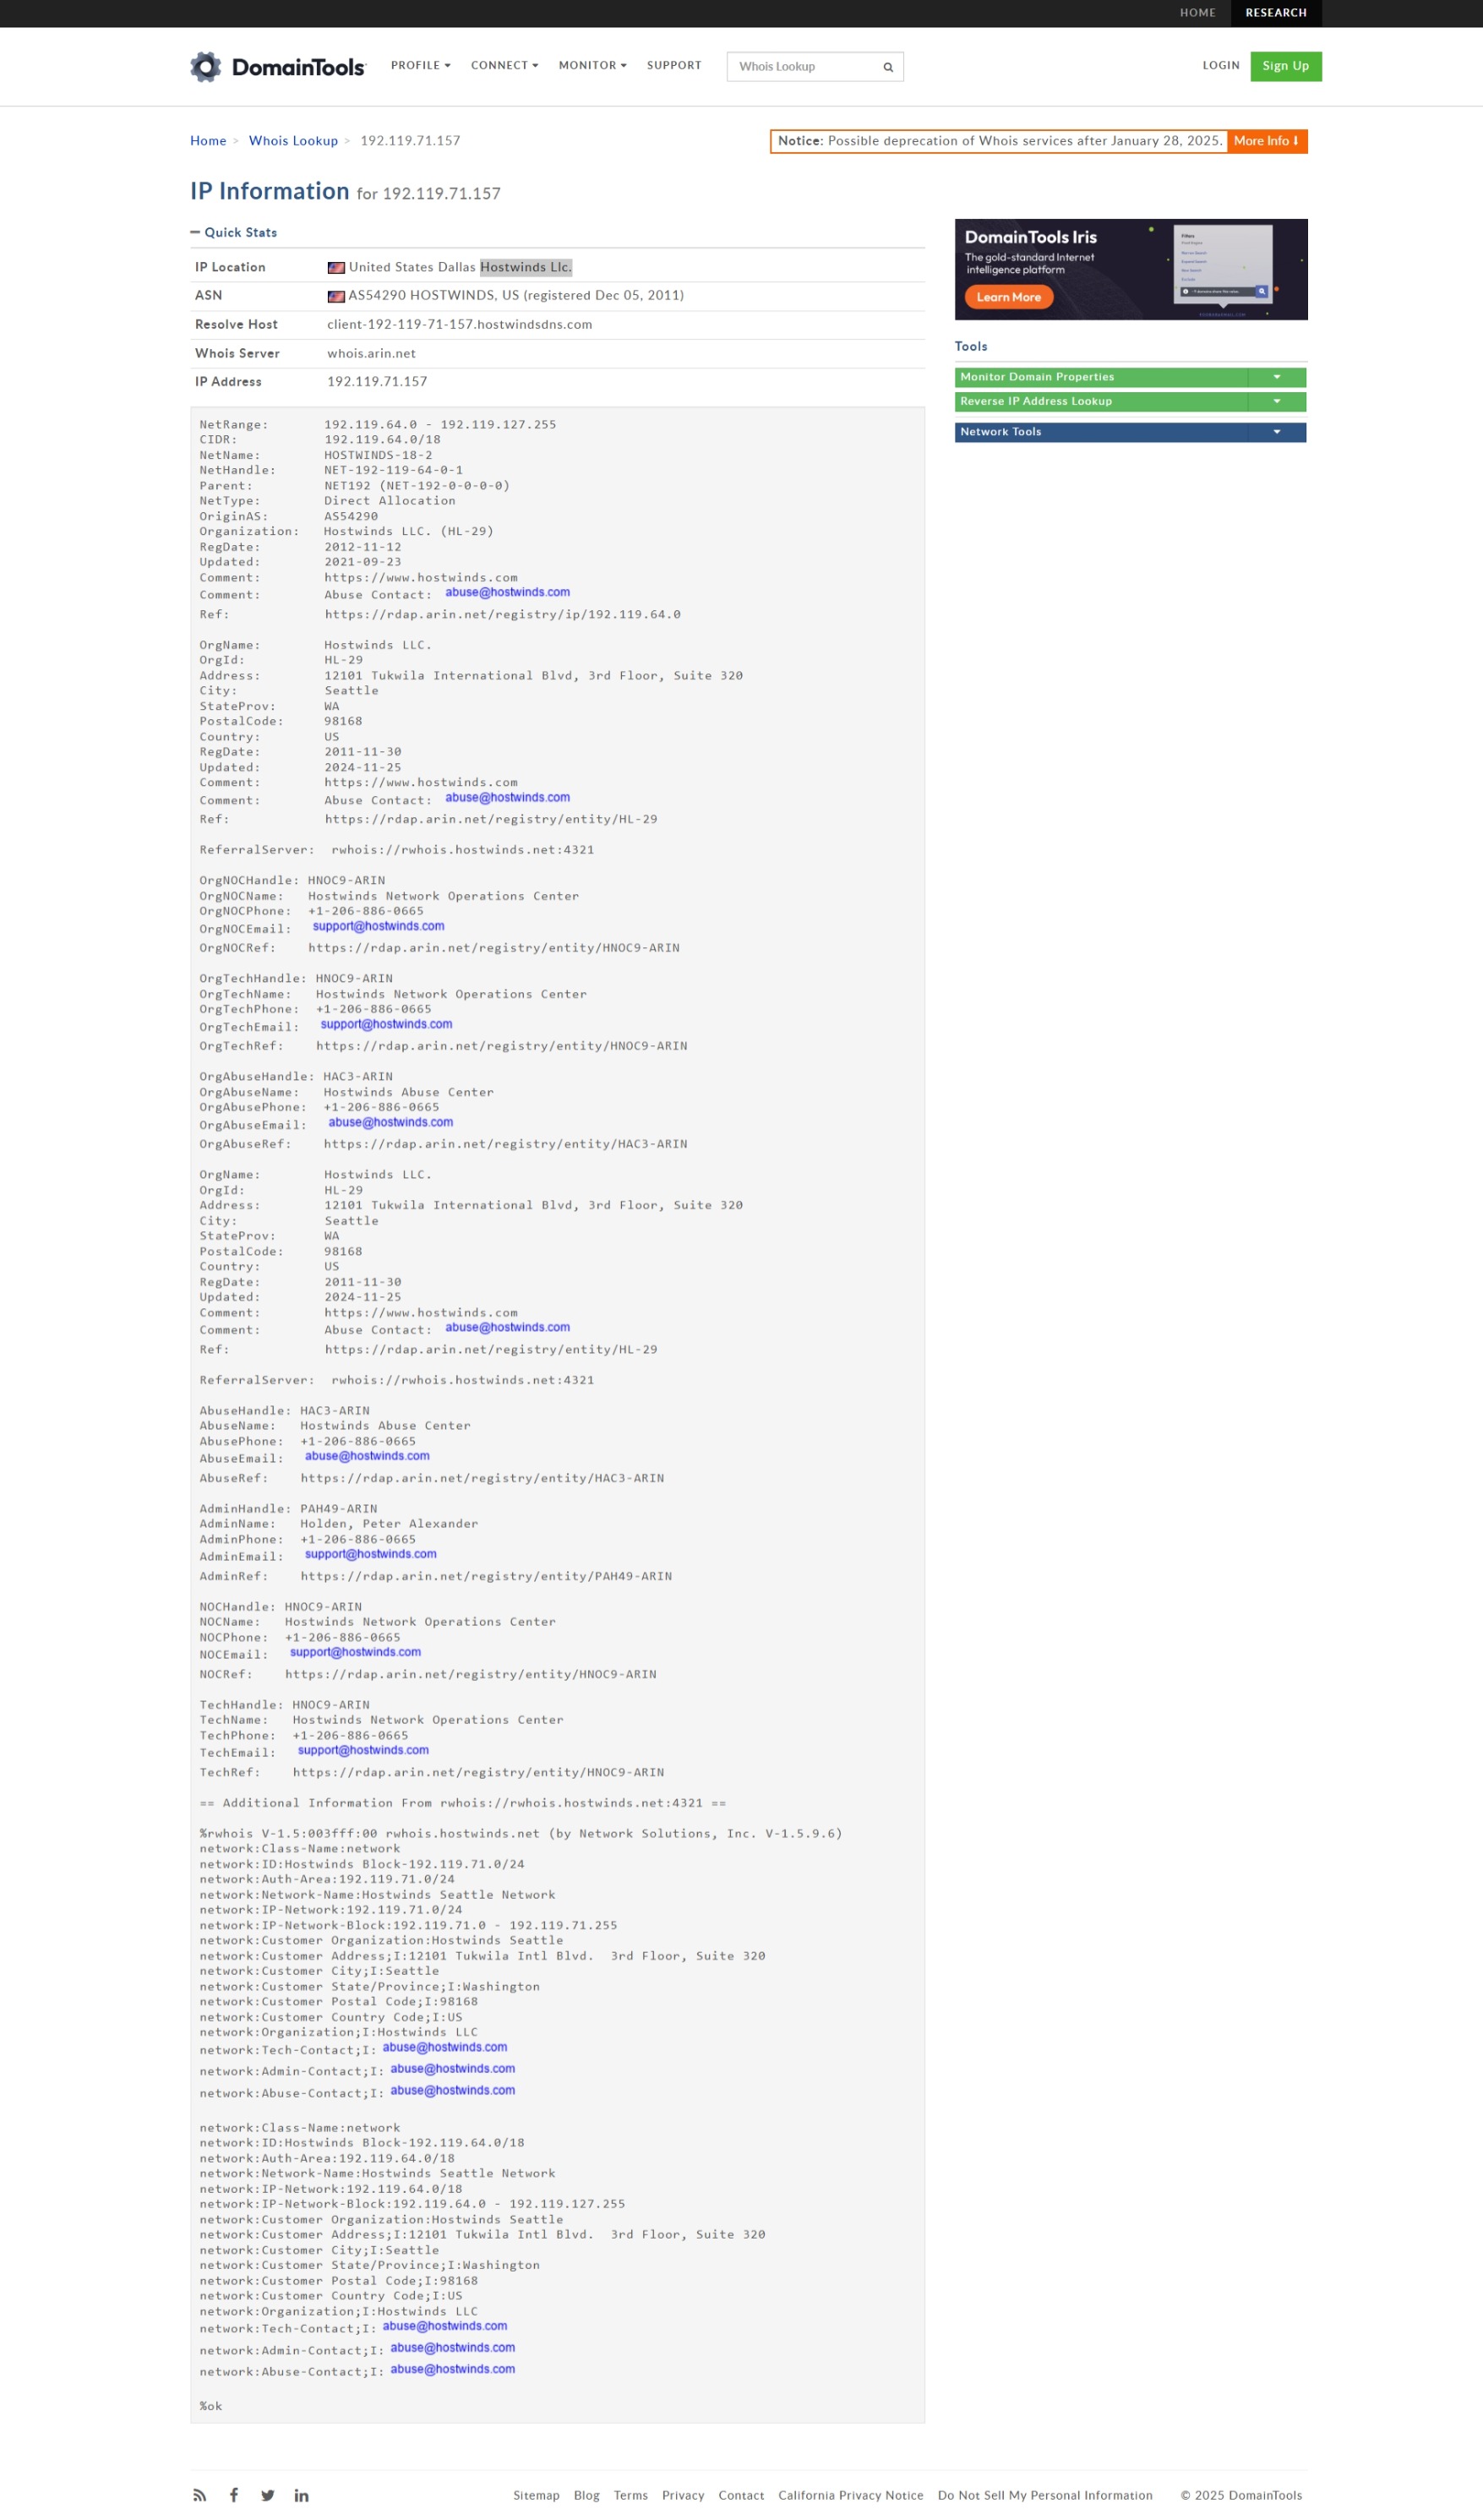 HOME RESEARCH
DomainTools PROFILE CONNECT MONITOR SUPPORT Whois Lookup LOGIN Sign Up
Home > Whois Lookup > 192.119.71.157
Notice: Possible deprecation of Whois services after January 28, 2025. More Info
IP Information for 192.119.71.157
Quick Stats
IP Location United States Dallas Hostwinds Llc.
ASN AS54290 HOSTWINDS, US (registered Dec 05, 2011)
Resolve Host client-192-119-71-157.hostwindsdns.com
Whois Server whois.arin.net
IP Address 192.119.71.157
NetRange: 192.119.64.0 - 192.119.127.255
CIDR: 192.119.64.0/18
NetName: HOSTWINDS-18-2
NetHandle: NET-192-119-64-0-1
Parent: NET192 (NET-192-0-0-0-0)
NetType: Direct Allocation
OriginAS: AS54290
Organization: Hostwinds LLC. (HL-29)
RegDate: 2012-11-12
Updated: 2021-09-23
Comment: https://www.hostwinds.com
Comment: Abuse Contact: abuse@hostwinds.com
Ref: https://rdap.arin.net/registry/ip/192.119.64.0
OrgName: Hostwinds LLC.
OrgId: HL-29
Address: 12101 Tukwila International Blvd, 3rd Floor, Suite 320
City: Seattle
StateProv: WA
PostalCode: 98168
Country: US
RegDate: 2011-11-30
Updated: 2024-11-25
Comment: https://www.hostwinds.com
Comment: Abuse Contact: abuse@hostwinds.com
Ref: https://rdap.arin.net/registry/entity/HL-29
ReferralServer: rwhois://rwhois.hostwinds.net:4321
OrgNOCHandle: HNOC9-ARIN
OrgNOCName: Hostwinds Network Operations Center
OrgNOCPhone: +1-206-886-0665
OrgNOCEmail: support@hostwinds.com
OrgNOCRef: https://rdap.arin.net/registry/entity/HNOC9-ARIN
OrgTechHandle: HNOC9-ARIN
OrgTechName: Hostwinds Network Operations Center
OrgTechPhone: +1-206-886-0665
OrgTechEmail: support@hostwinds.com
OrgTechRef: https://rdap.arin.net/registry/entity/HNOC9-ARIN
OrgAbuseHandle: HAC3-ARIN
OrgAbuseName: Hostwinds Abuse Center
OrgAbusePhone: +1-206-886-0665
OrgAbuseEmail: abuse@hostwinds.com
OrgAbuseRef: https://rdap.arin.net/registry/entity/HAC3-ARIN
OrgName: Hostwinds LLC.
OrgId: HL-29
Address: 12101 Tukwila International Blvd, 3rd Floor, Suite 320
City: Seattle
StateProv: WA
PostalCode: 98168
Country: US
RegDate: 2011-11-30
Updated: 2024-11-25
Comment: https://www.hostwinds.com
Comment: Abuse Contact: abuse@hostwinds.com
Ref: https://rdap.arin.net/registry/entity/HL-29
ReferralServer: rwhois://rwhois.hostwinds.net:4321
AbuseHandle: HAC3-ARIN
AbuseName: Hostwinds Abuse Center
AbusePhone: +1-206-886-0665
AbuseEmail: abuse@hostwinds.com
AbuseRef: https://rdap.arin.net/registry/entity/HAC3-ARIN
AdminHandle: PAH49-ARIN
AdminName: Holden, Peter Alexander
AdminPhone: +1-206-886-0665
AdminEmail: support@hostwinds.com
AdminRef: https://rdap.arin.net/registry/entity/PAH49-ARIN
NOCHandle: HNOC9-ARIN
NOCName: Hostwinds Network Operations Center
NOCPhone: +1-206-886-0665
NOCEmail: support@hostwinds.com
NOCRef: https://rdap.arin.net/registry/entity/HNOC9-ARIN
TechHandle: HNOC9-ARIN
TechName: Hostwinds Network Operations Center
TechPhone: +1-206-886-0665
TechEmail: support@hostwinds.com
TechRef: https://rdap.arin.net/registry/entity/HNOC9-ARIN
== Additional Information From rwhois://rwhois.hostwinds.net:4321 ==
%rwhois V-1.5:003fff:00 rwhois.hostwinds.net (by Network Solutions, Inc. V-1.5.9.6)
network:Class-Name:network
network:ID:Hostwinds Block-192.119.71.0/24
network:Auth-Area:192.119.71.0/24
network:Network-Name:Hostwinds Seattle Network
network:IP-Network:192.119.71.0/24
network:IP-Network-Block:192.119.71.0 - 192.119.71.255
network:Customer Organization:Hostwinds Seattle
network:Customer Address;I:12101 Tukwila Intl Blvd. 3rd Floor, Suite 320
network:Customer City;I:Seattle
network:Customer State/Province;I:Washington
network:Customer Postal Code;I:98168
network:Customer Country Code;I:US
network:Organization;I:Hostwinds LLC
network:Tech-Contact;I: abuse@hostwinds.com
network:Admin-Contact;I: abuse@hostwinds.com
network:Abuse-Contact;I: abuse@hostwinds.com
network:Class-Name:network
network:ID:Hostwinds Block-192.119.64.0/18
network:Auth-Area:192.119.64.0/18
network:Network-Name:Hostwinds Seattle Network
network:IP-Network:192.119.64.0/18
network:IP-Network-Block:192.119.64.0 - 192.119.127.255
network:Customer Organization:Hostwinds Seattle
network:Customer Address;I:12101 Tukwila Intl Blvd. 3rd Floor, Suite 320
network:Customer City;I:Seattle
network:Customer State/Province;I:Washington
network:Customer Postal Code;I:98168
network:Customer Country Code;I:US
network:Organization;I:Hostwinds LLC
network:Tech-Contact;I: abuse@hostwinds.com
network:Admin-Contact;I: abuse@hostwinds.com
network:Abuse-Contact;I: abuse@hostwinds.com
%ok
DomainTools Iris
The gold-standard Internet
intelligence platform
Learn More
Filters
Tools
Monitor Domain Properties
Reverse IP Address Lookup
Network Tools
Sitemap Blog Terms Privacy Contact California Privacy Notice Do Not Sell My Personal Information © 2025 DomainTools